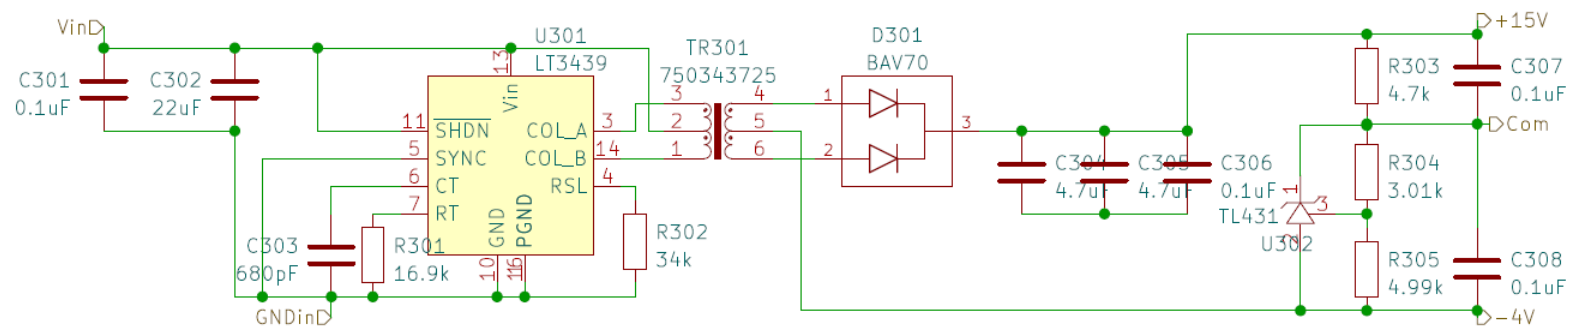 Vin
C301
0.1uF
C302
22uF
U301
LT3439
13
Vin
11
SHDN
5
SYNC
6
CT
7
RT
COL_A
3
COL_B
14
RSL
4
GND
PGND
10
16
C303
680pF
R301
16.9k
R302
34k
GNDin
TR301
750343725
3
2
1
4
5
6
D301
BAV70
1
2
3
C304
4.7uF
C305
4.7uF
C306
0.1uF
+15V
R303
4.7k
C307
0.1uF
Com
R304
3.01k
1
3
TL431
U302
2
R305
4.99k
C308
0.1uF
-4V